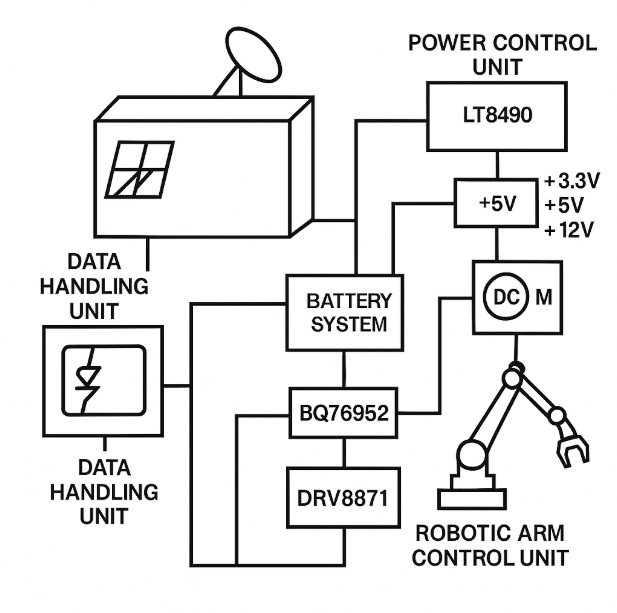 POWER CONTROL
UNIT
LT8490
+5V
+3.3V
+5V
+12V
DATA
HANDLING
UNIT
BATTERY
SYSTEM
DC M
BQ76952
DATA
HANDLING
UNIT
DRV8871
ROBOTIC ARM
CONTROL UNIT